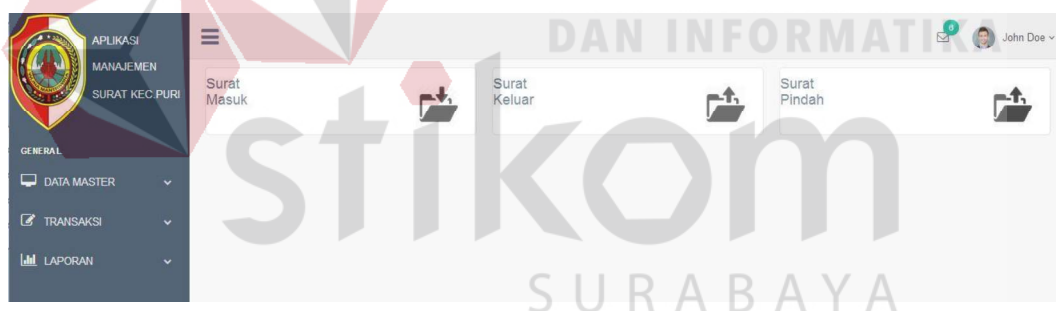 DAN INFORMATIKA
APLIKASI
MANAJEMEN
SURAT KEC.PURI
6
John Doe
Surat
Masuk
Surat
Keluar
Surat
Pindah
GENERAL
DATA MASTER
TRANSAKSI
LAPORAN
stikom
SURABAYA